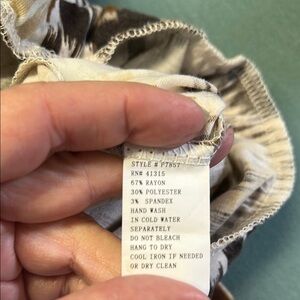 STYLE # P7857
RN# 41315
67% RAYON
30% POLYESTER
3% SPANDEX
HAND WASH
IN COLD WATER
SEPARATELY
DO NOT BLEACH
HANG TO DRY
COOL IRON IF NEEDED
OR DRY CLEAN